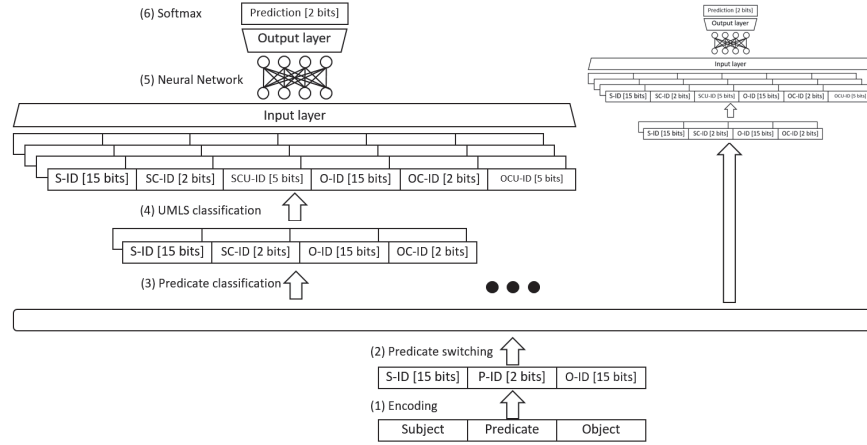 (6) Softmax
Prediction [2 bits]
Output layer
(5) Neural Network
Input layer
S-ID [15 bits] SC-ID [2 bits] SCU-ID [5 bits] O-ID [15 bits] OC-ID [2 bits] OCU-ID [5 bits]
(4) UMLS classification
S-ID [15 bits] SC-ID [2 bits] O-ID [15 bits] OC-ID [2 bits]
(3) Predicate classification
Prediction [2 bits]
Output layer
Input layer
S-ID [15 bits] SC-ID [2 bits] SCU-ID [5 bits] O-ID [15 bits] OC-ID [2 bits] OCU-ID [5 bits]
S-ID [15 bits] SC-ID [2 bits] O-ID [15 bits] OC-ID [2 bits]
(2) Predicate switching
S-ID [15 bits] P-ID [2 bits] O-ID [15 bits]
(1) Encoding
Subject Predicate Object